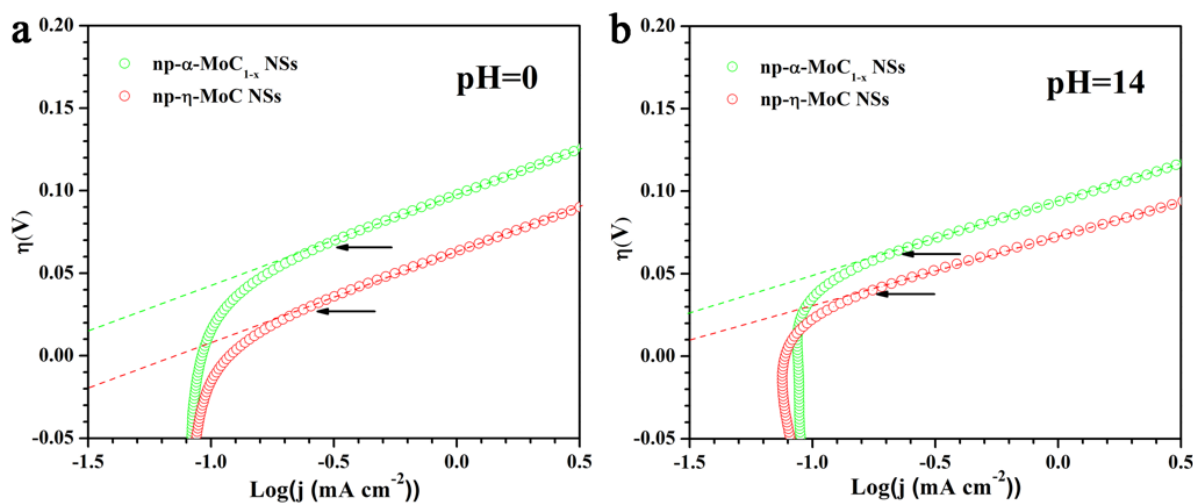 a
np-α-MoC1-x NSs
np-η-MoC NSs
pH=0
η(V)
0.20
0.15
0.10
0.05
0.00
-0.05
-1.5 -1.0 -0.5 0.0 0.5
Log(j (mA cm-2))
b
np-α-MoC1-x NSs
np-η-MoC NSs
pH=14
η(V)
0.20
0.15
0.10
0.05
0.00
-0.05
-1.5 -1.0 -0.5 0.0 0.5
Log(j (mA cm-2))